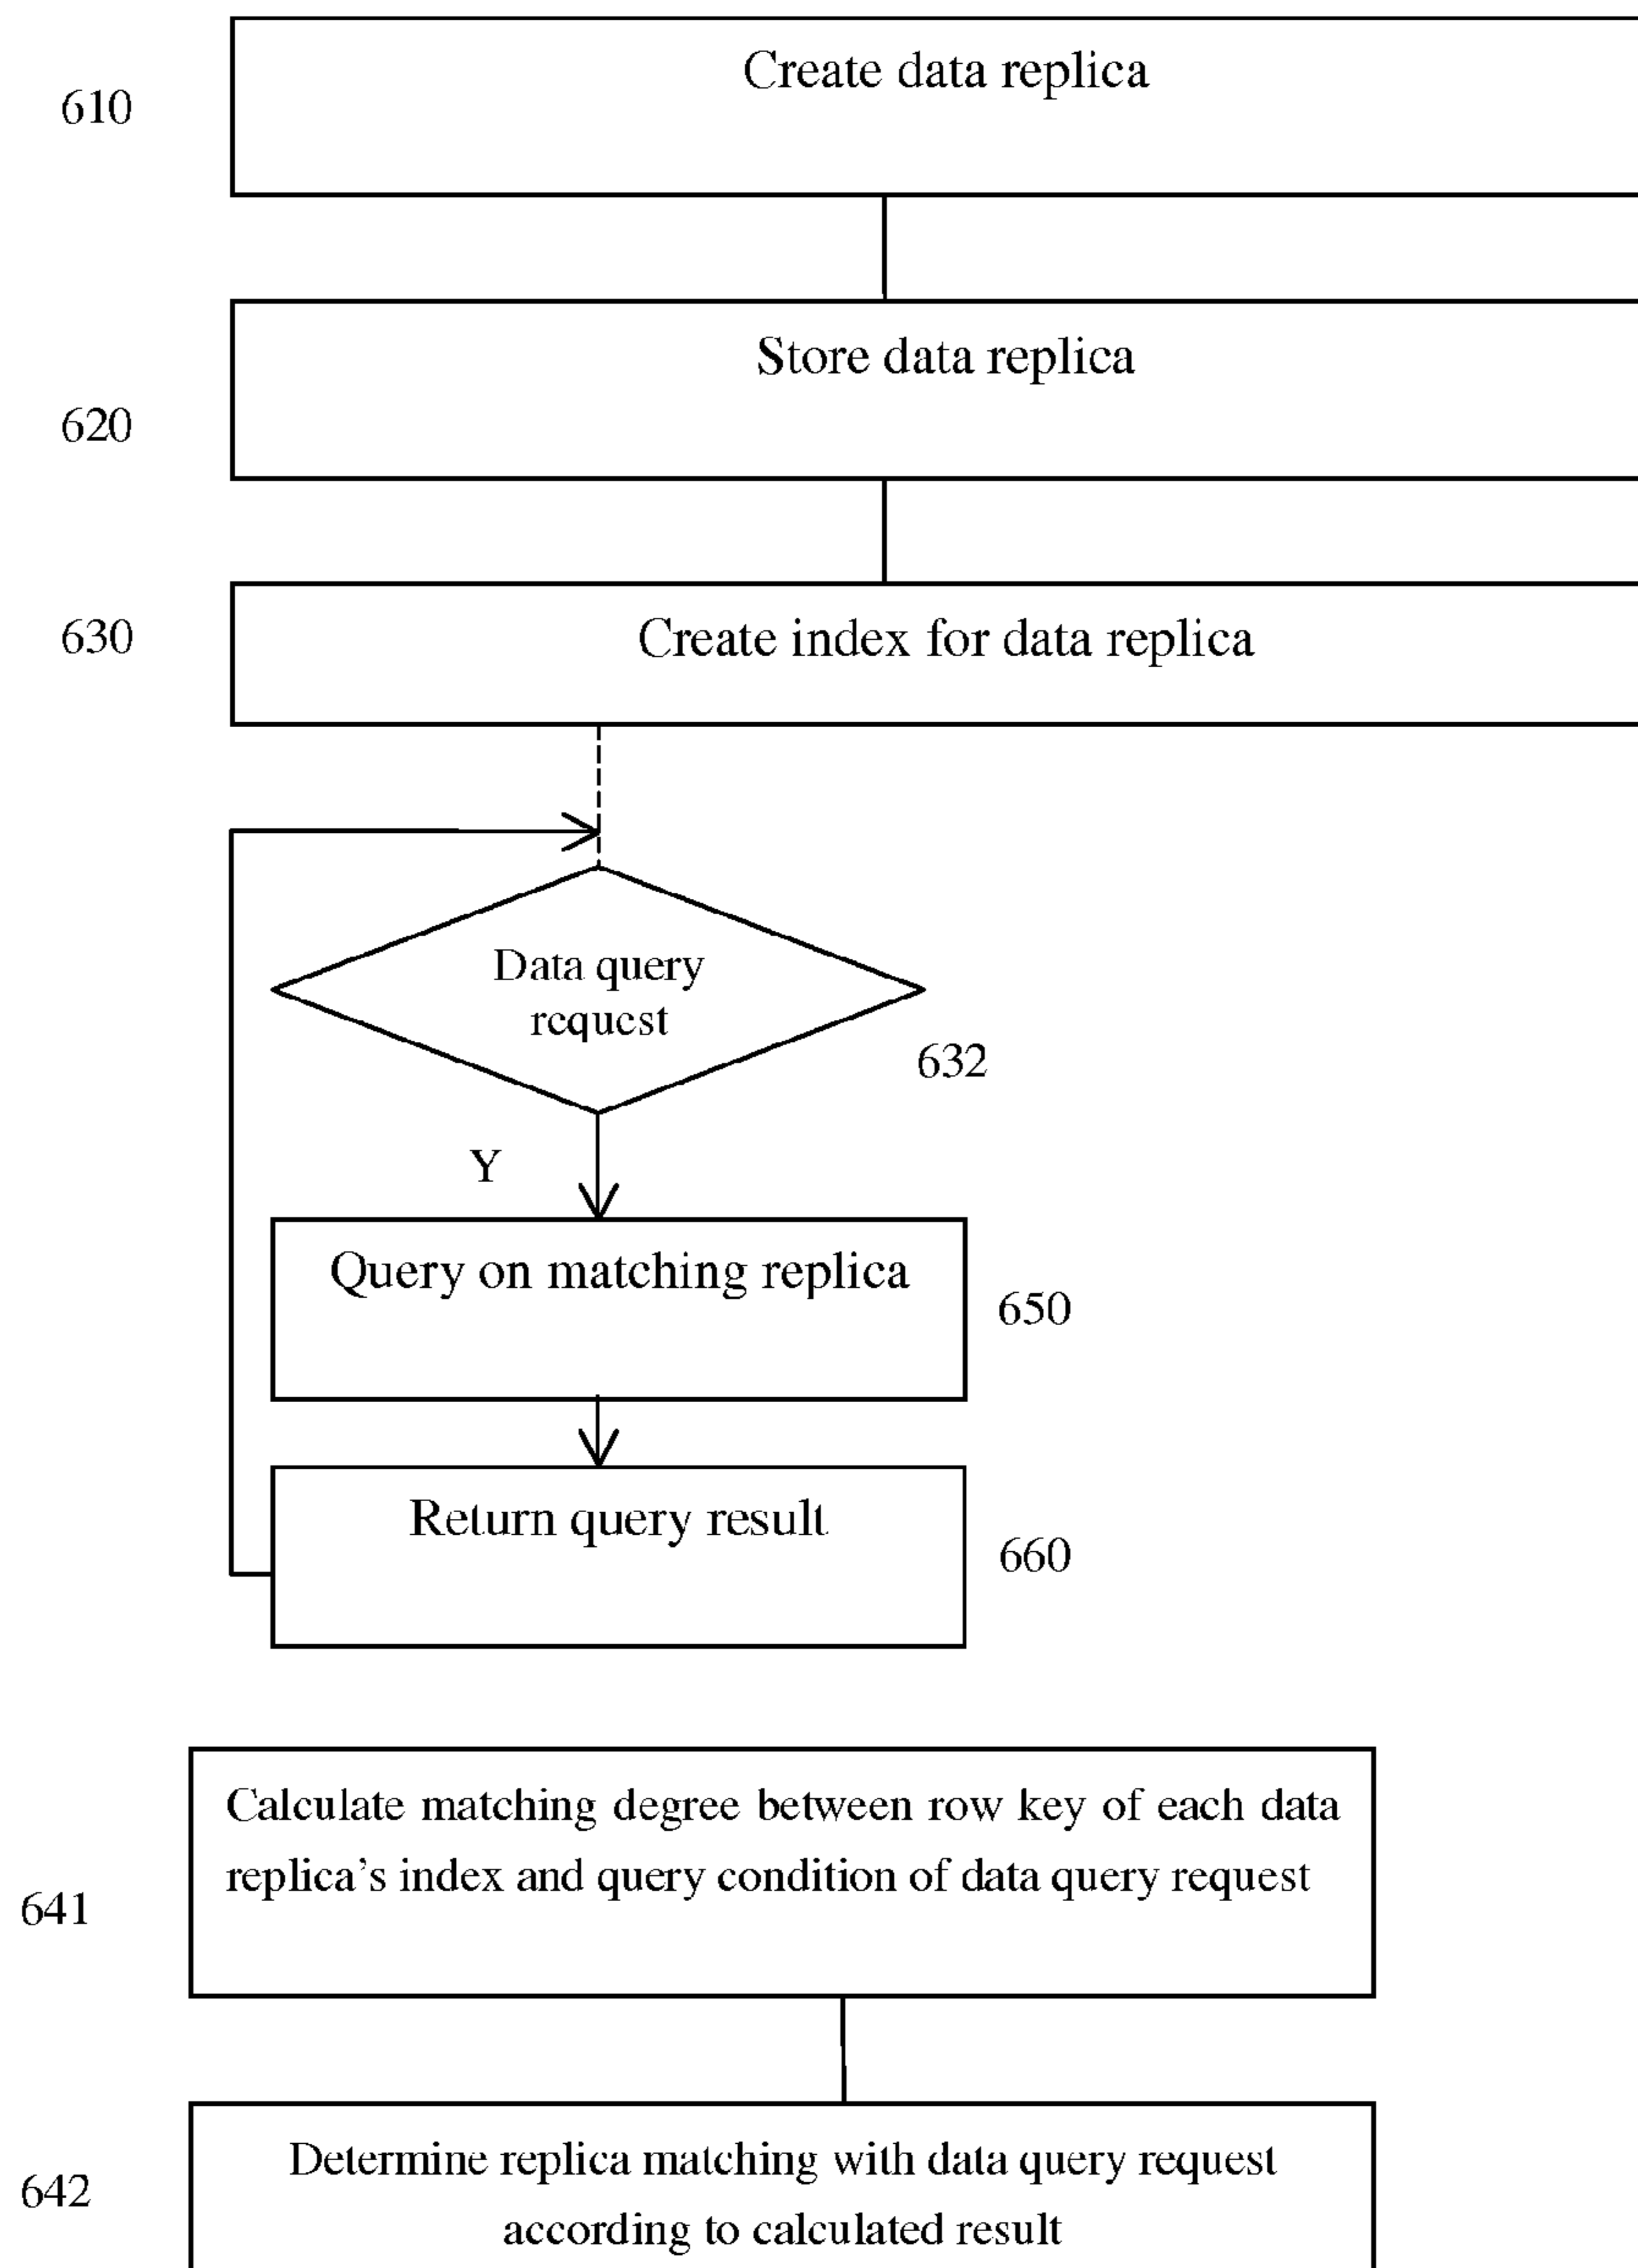 Create data replica
610
Store data replica
620
630
Create index for data replica
Data query
request
632
Y
Query on matching replica
650
Return query result
660
Calculate matching degree between row key of each data
replica's index and query condition of data query request
641
Determine replica matching with data query request
642
according to calculated result